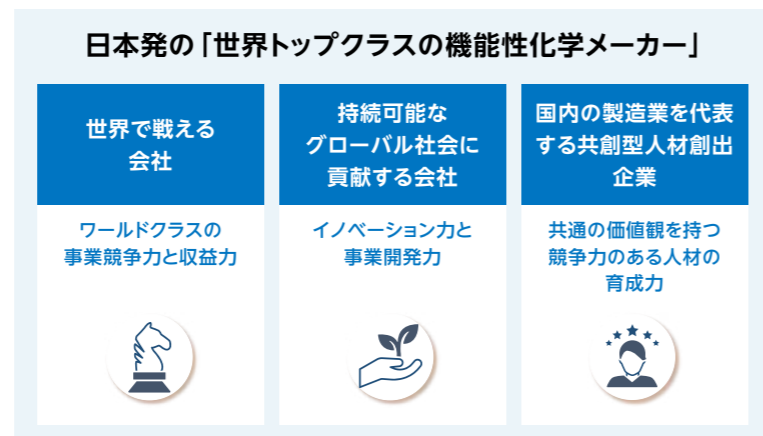 日本発の「世界トップクラスの機能性化学メーカー」
世界で戦える
会社
ワールドクラスの
事業競争力と収益力
持続可能な
グローバル社会に
貢献する会社
イノベーション力と
事業開発力
国内の製造業を代表
する共創型人材創出
企業
共通の価値観を持つ
競争力のある人材の
育成力